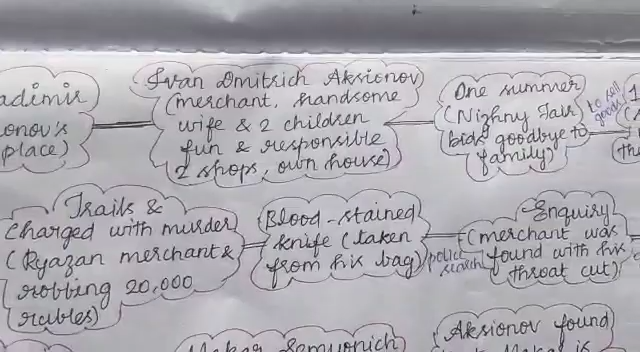 adimir
onov's
place)
Ivan Dmitrich Aksionov
(merchant, handsome
wife & 2 children
fun & responsible
2 shops, own house)
One summer
(Nizhny Fair
bids goodbye to
family)
to sell
goods
Trails &
Charged with murder
(Ryazan merchant &
robbing 20,000
rubles)
Blood-stained
knife (taken
from his bag)
police
search
Enquiry
(merchant was
found with his
throat cut)
Makar Semyonich
Aksionov found